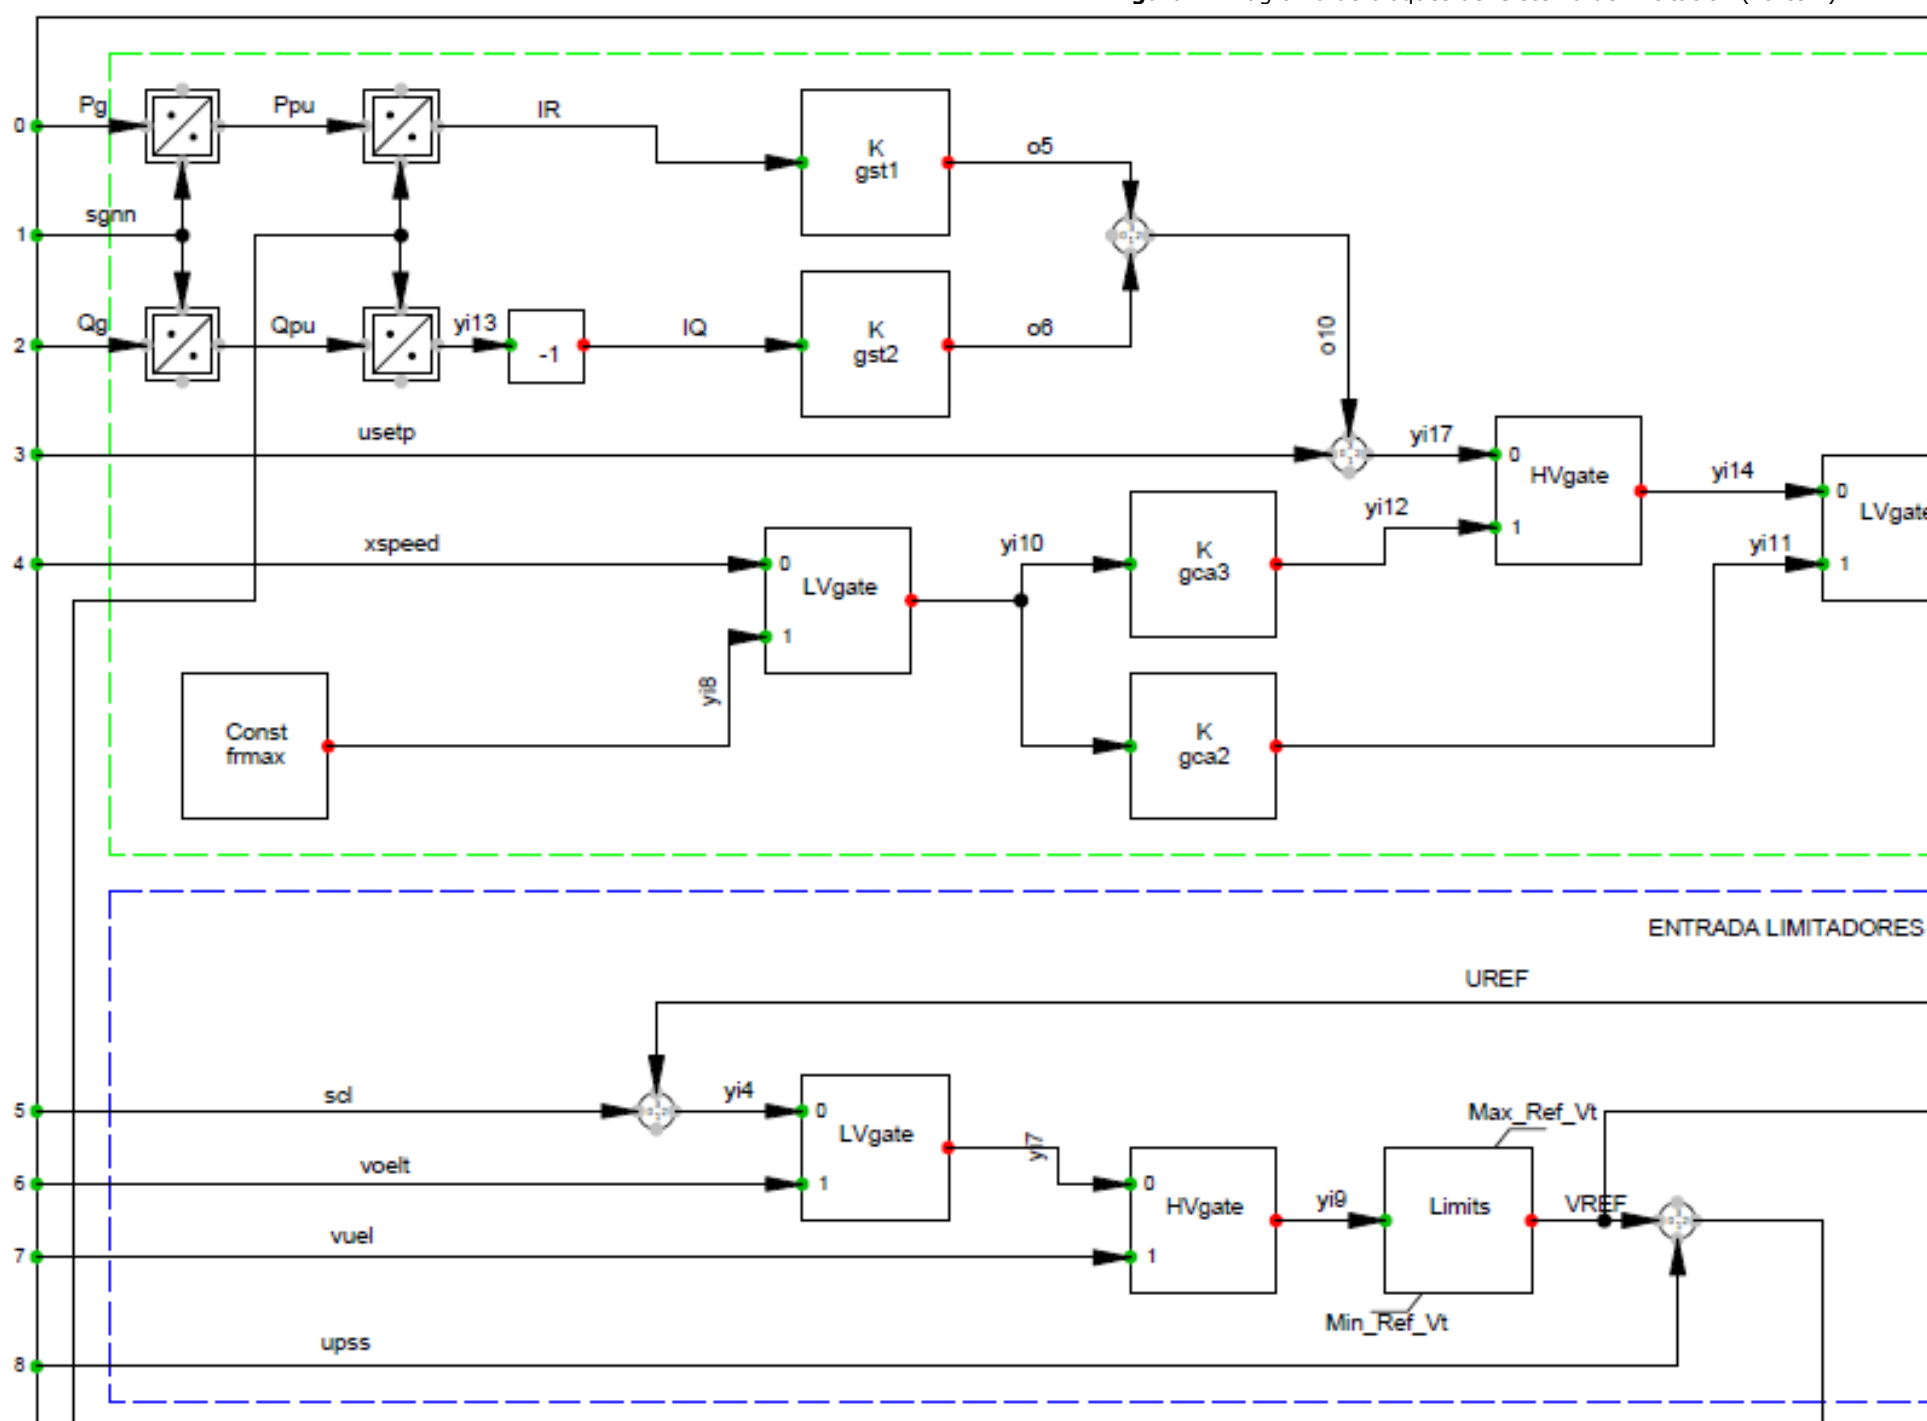 Pg
Ppu
IR
0
K
gst1
o5
sgnn
1
Qg
Qpu
yi13
-1
IQ
K
gst2
o6
o10
2
usetp
3
yi17
0
HVgate
1
yi14
0
LVgate
yi11
1
yi12
xspeed
4
0
LVgate
1
yi10
K
gca3
yi8
Const
frmax
K
gca2
ENTRADA LIMITADORES
UREF
scl
5
yi4
0
LVgate
1
voelt
6
yi7
0
HVgate
1
yi9
Max_Ref_Vt
Limits
VREF
Min_Ref_Vt
vuel
7
upss
8